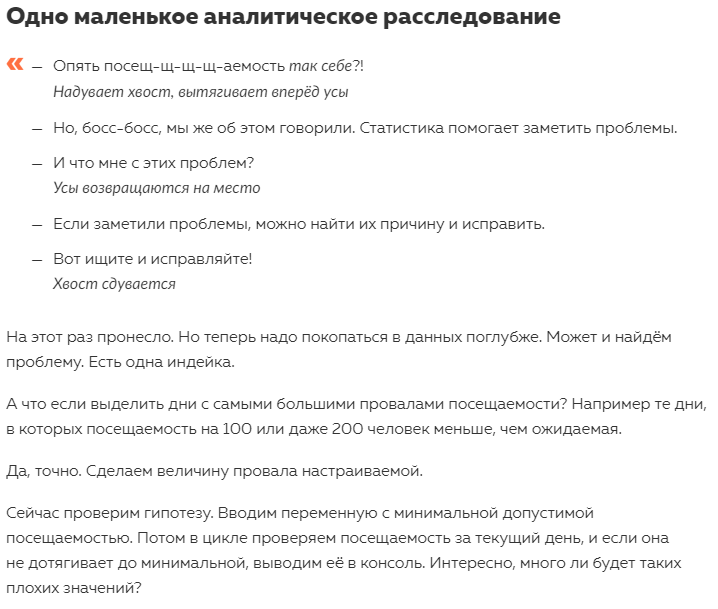 Одно маленькое аналитическое расследование
« — Опять посещ-щ-щ-щ-аемость так себе?!
Надувает хвост, вытягивает вперёд усы
— Но, босс-босс, мы же об этом говорили. Статистика помогает заметить проблемы.
— И что мне с этих проблем?
Усы возвращаются на место
— Если заметили проблемы, можно найти их причину и исправить.
— Вот ищите и исправляйте!
Хвост сдувается
На этот раз пронесло. Но теперь надо покопаться в данных поглубже. Может и найдём
проблему. Есть одна индейка.
А что если выделить дни с самыми большими провалами посещаемости? Например те дни,
в которых посещаемость на 100 или даже 200 человек меньше, чем ожидаемая.
Да, точно. Сделаем величину провала настраиваемой.
Сейчас проверим гипотезу. Вводим переменную с минимальной допустимой
посещаемостью. Потом в цикле проверяем посещаемость за текущий день, и если она
не дотягивает до минимальной, выводим её в консоль. Интересно, много ли будет таких
плохих значений?